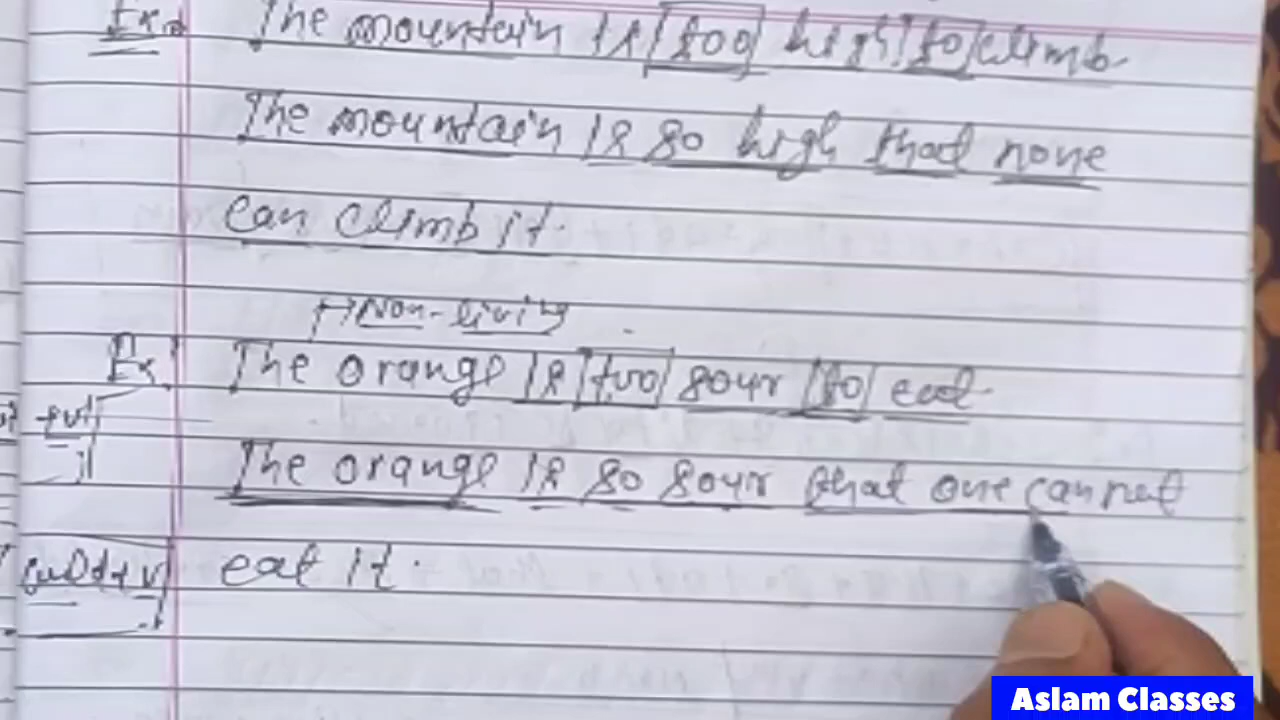 Ex. The mountain is too high to climb
The mountain is so high that none
can climb it.
Non-living
Ex. The orange is too sour to eat.
The orange is so sour that one cannot
eat it.
Aslam Classes